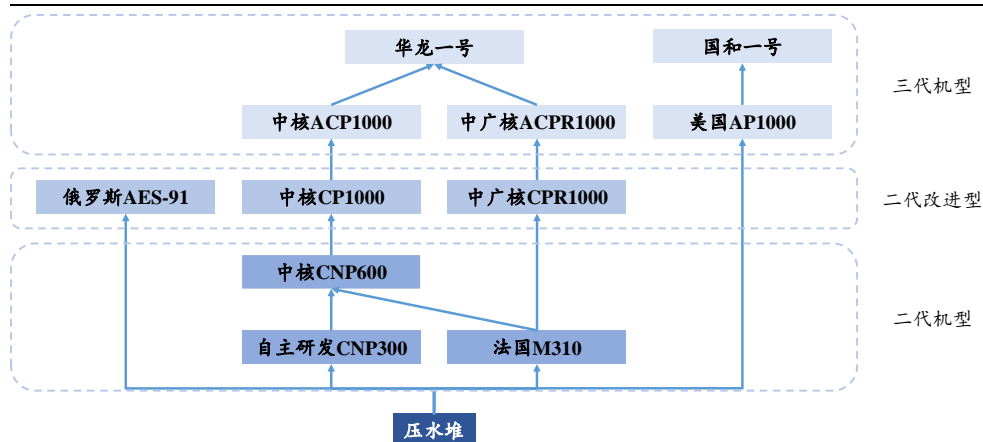 华龙一号
国和一号
三代机型
中核ACP1000
中广核ACPR1000
美国AP1000
俄罗斯AES-91
中核CP1000
中广核CPR1000
二代改进型
中核CNP600
二代机型
自主研发CNP300
法国M310
压水堆